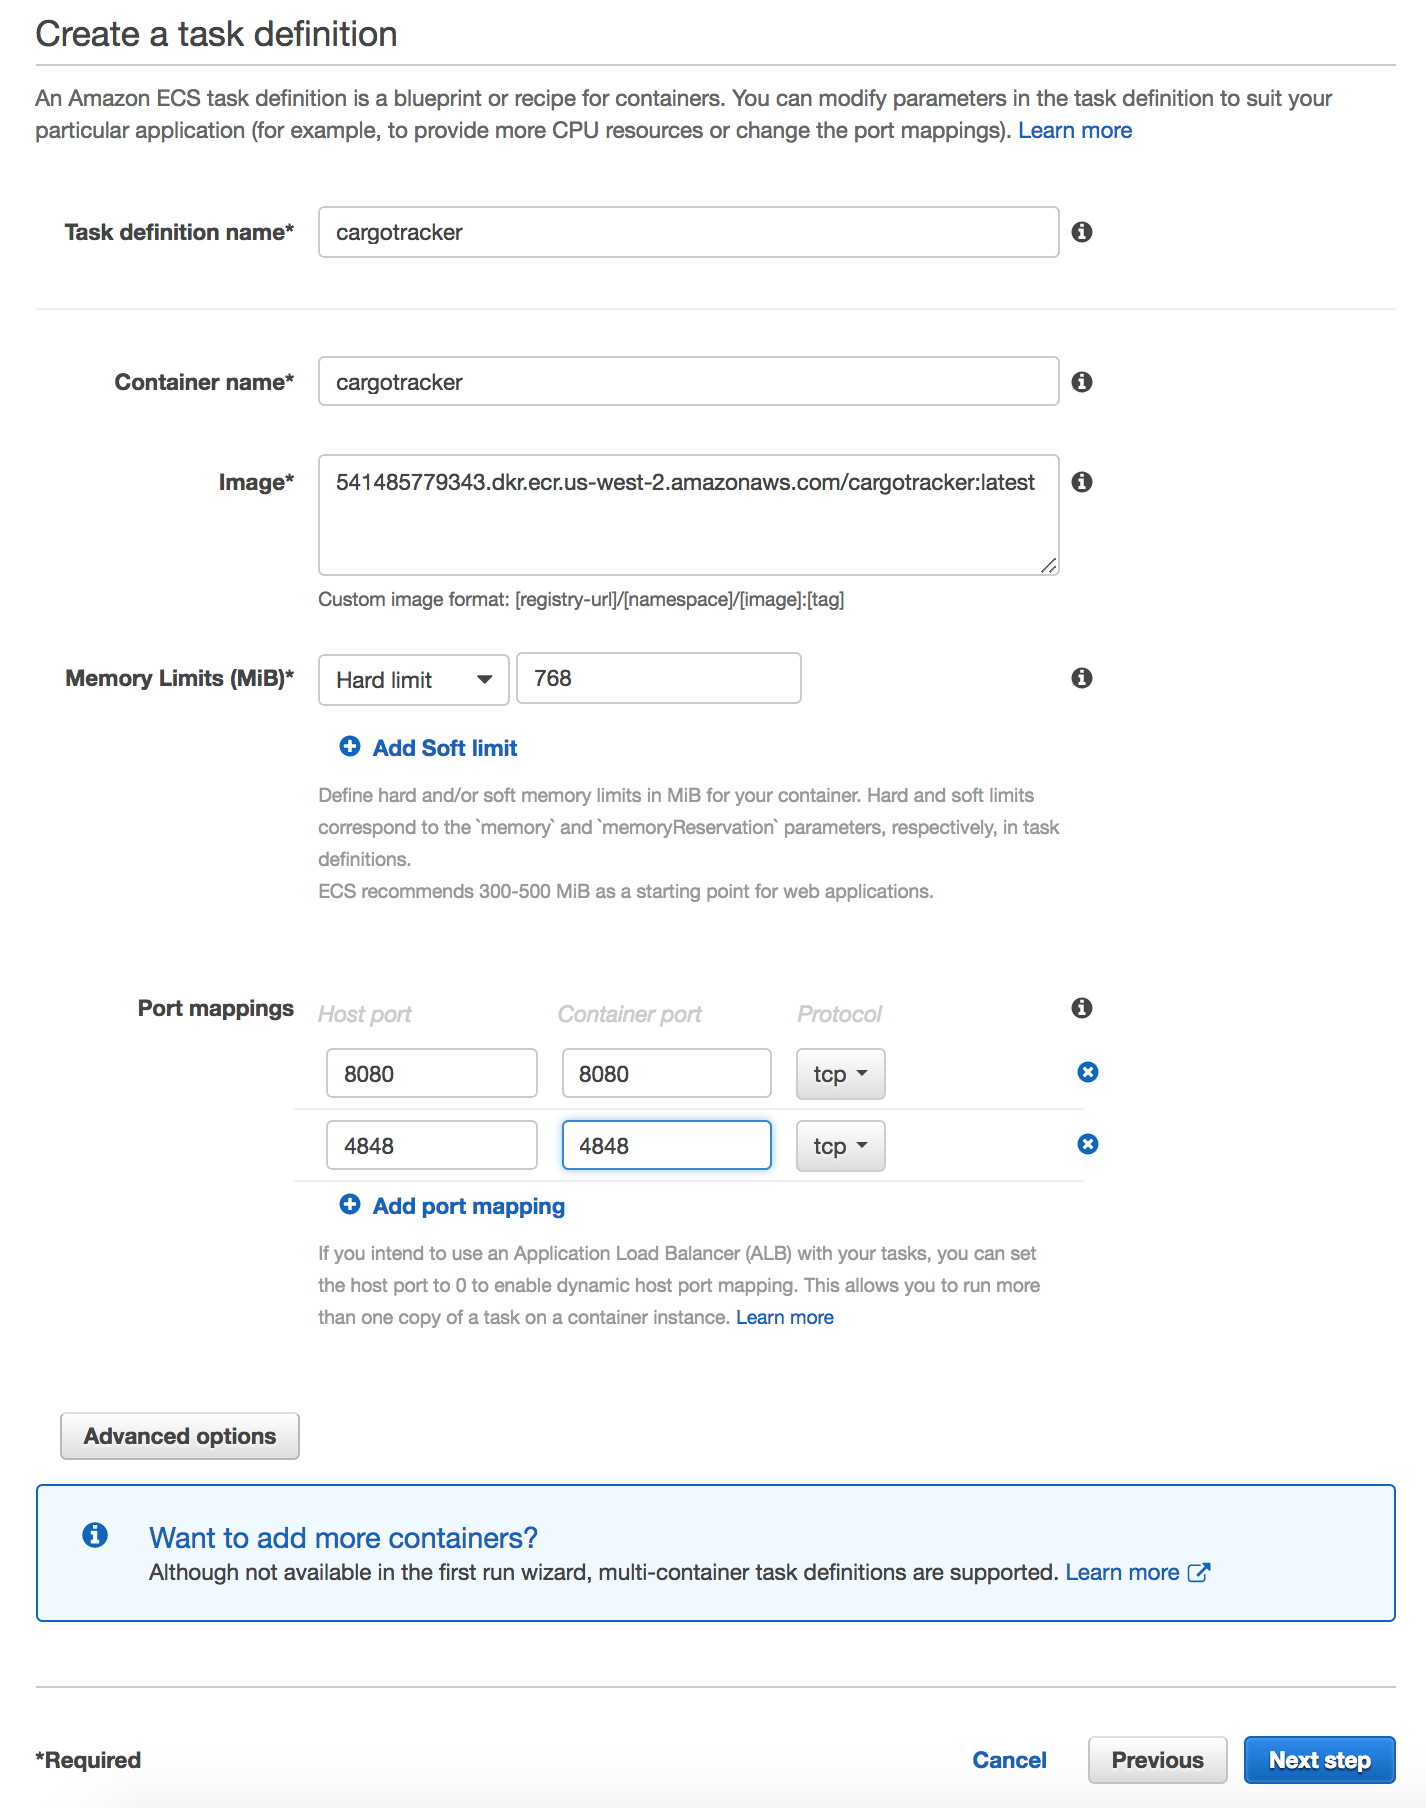 Create a task definition
An Amazon ECS task definition is a blueprint or recipe for containers. You can modify parameters in the task definition to suit your
particular application (for example, to provide more CPU resources or change the port mappings). Learn more
Task definition name* cargotracker
Container name* cargotracker
Image* 541485779343.dkr.ecr.us-west-2.amazonaws.com/cargotracker:latest
Custom image format: [registry-url]/[namespace]/[image]:[tag]
Memory Limits (MiB)* Hard limit 768
Add Soft limit
Define hard and/or soft memory limits in MiB for your container. Hard and soft limits
correspond to the `memory` and `memoryReservation` parameters, respectively, in task
definitions.
ECS recommends 300-500 MiB as a starting point for web applications.
Port mappings Host port Container port Protocol
8080 8080 tcp
4848 4848 tcp
Add port mapping
If you intend to use an Application Load Balancer (ALB) with your tasks, you can set
the host port to 0 to enable dynamic host port mapping. This allows you to run more
than one copy of a task on a container instance. Learn more
Advanced options
Want to add more containers?
Although not available in the first run wizard, multi-container task definitions are supported. Learn more
*Required Cancel Previous Next step